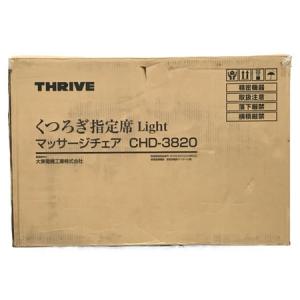 THRIVE
くつろぎ指定席 Light
マッサージチェア CHD-3820
大東電機工業株式会社
精密機器
取扱注意
落下厳禁
横積厳禁